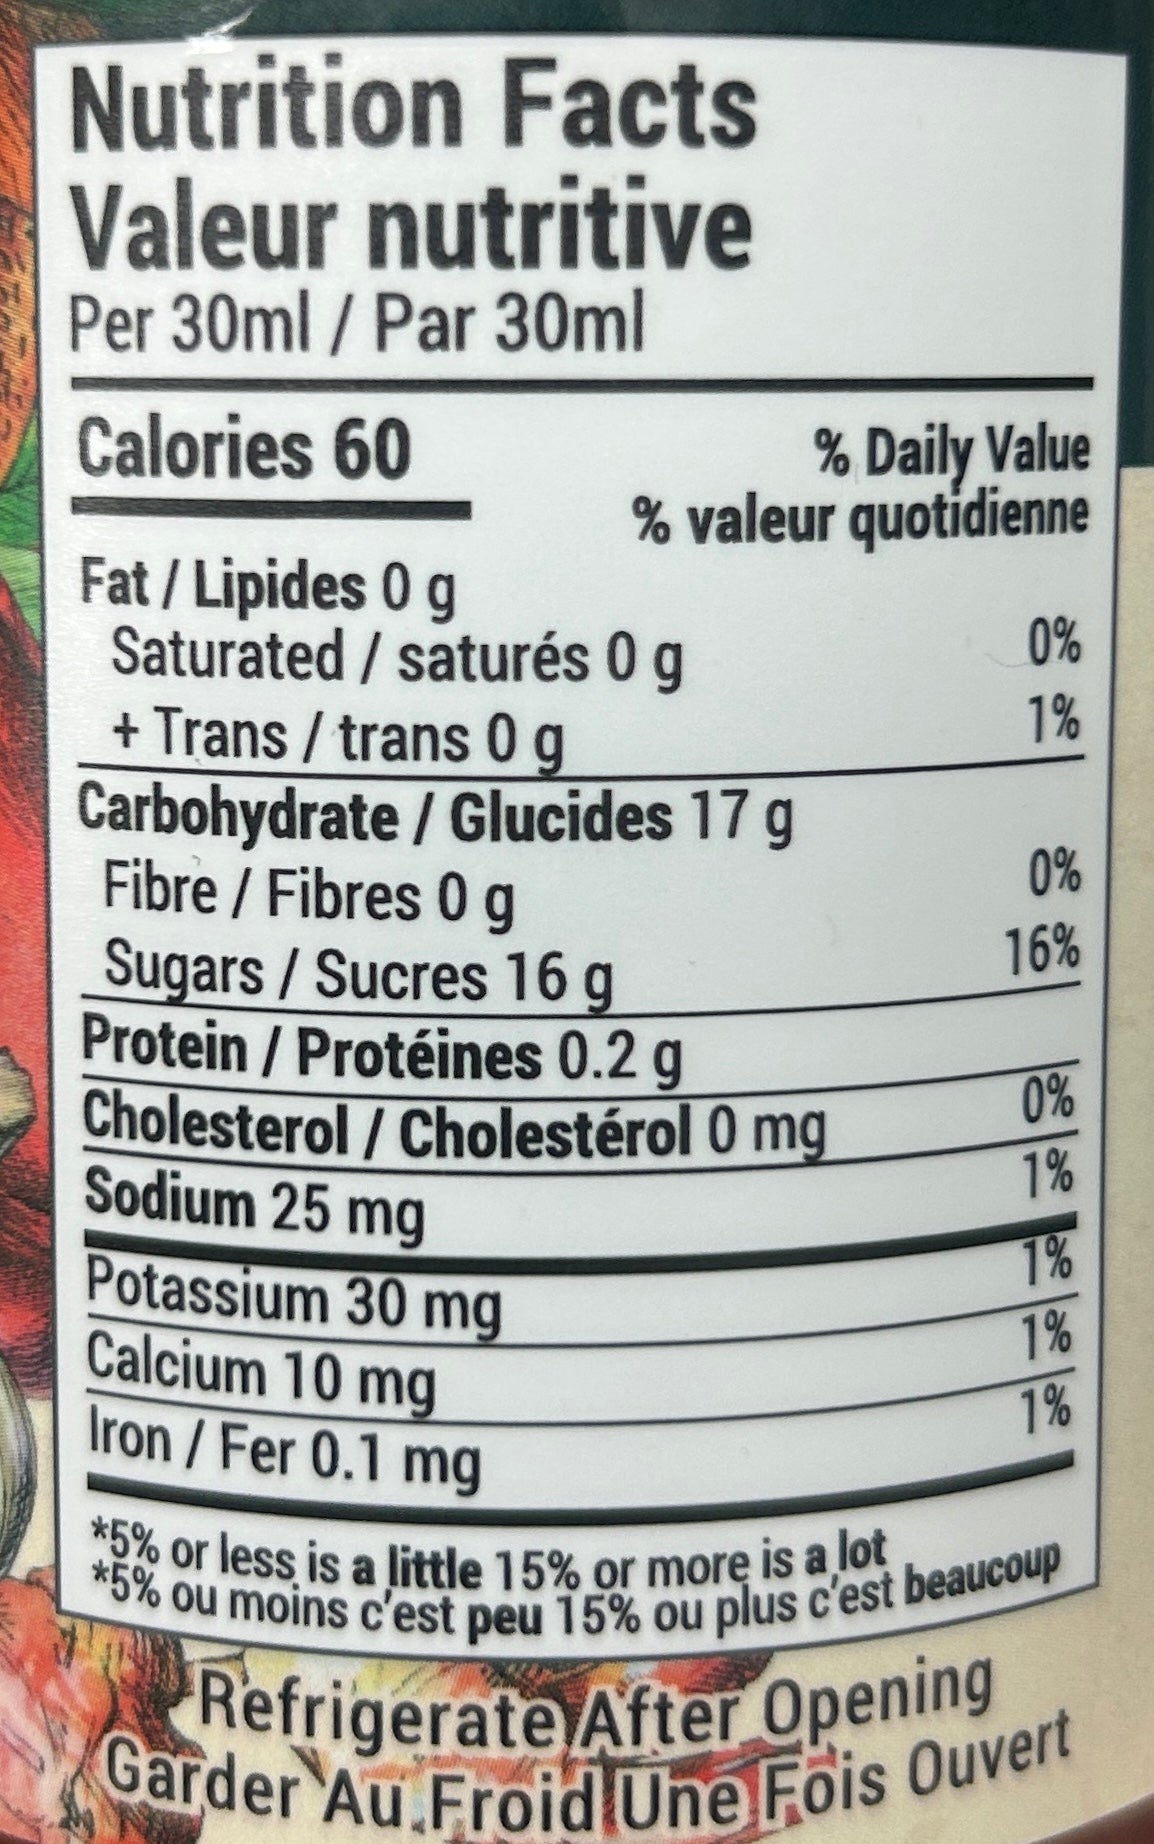 Nutrition Facts
Valeur nutritive
Per 30ml / Par 30ml
Calories 60
% Daily Value
% valeur quotidienne
Fat / Lipides 0 g 0%
Saturated / saturés 0 g 1%
+ Trans / trans 0 g
Carbohydrate / Glucides 17 g
Fibre / Fibres 0 g 0%
Sugars / Sucres 16 g 16%
Protein / Protéines 0.2 g
Cholesterol / Cholestérol 0 mg 0%
Sodium 25 mg 1%
Potassium 30 mg 1%
Calcium 10 mg 1%
Iron / Fer 0.1 mg 1%
*5% or less is a little 15% or more is a lot
*5% ou moins c'est peu 15% ou plus c'est beaucoup
Refrigerate After Opening
Garder Au Froid Une Fois Ouvert